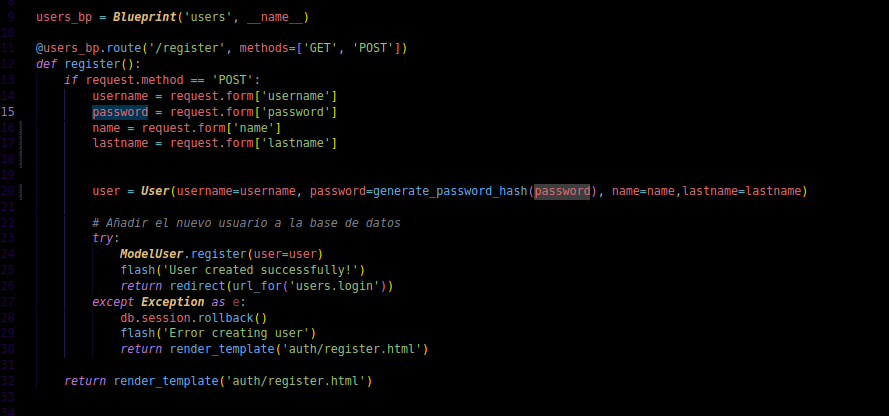 8
9 users_bp = Blueprint('users', __name__)
10
11 @users_bp.route('/register', methods=['GET', 'POST'])
12 def register():
13     if request.method == 'POST':
14         username = request.form['username']
15         password = request.form['password']
16         name = request.form['name']
17         lastname = request.form['lastname']
18
19
20         user = User(username=username, password=generate_password_hash(password), name=name,lastname=lastname)
21
22         # Añadir el nuevo usuario a la base de datos
23         try:
24             ModelUser.register(user=user)
25             flash('User created successfully!')
26             return redirect(url_for('users.login'))
27         except Exception as e:
28             db.session.rollback()
29             flash('Error creating user')
30             return render_template('auth/register.html')
31
32     return render_template('auth/register.html')
33
34